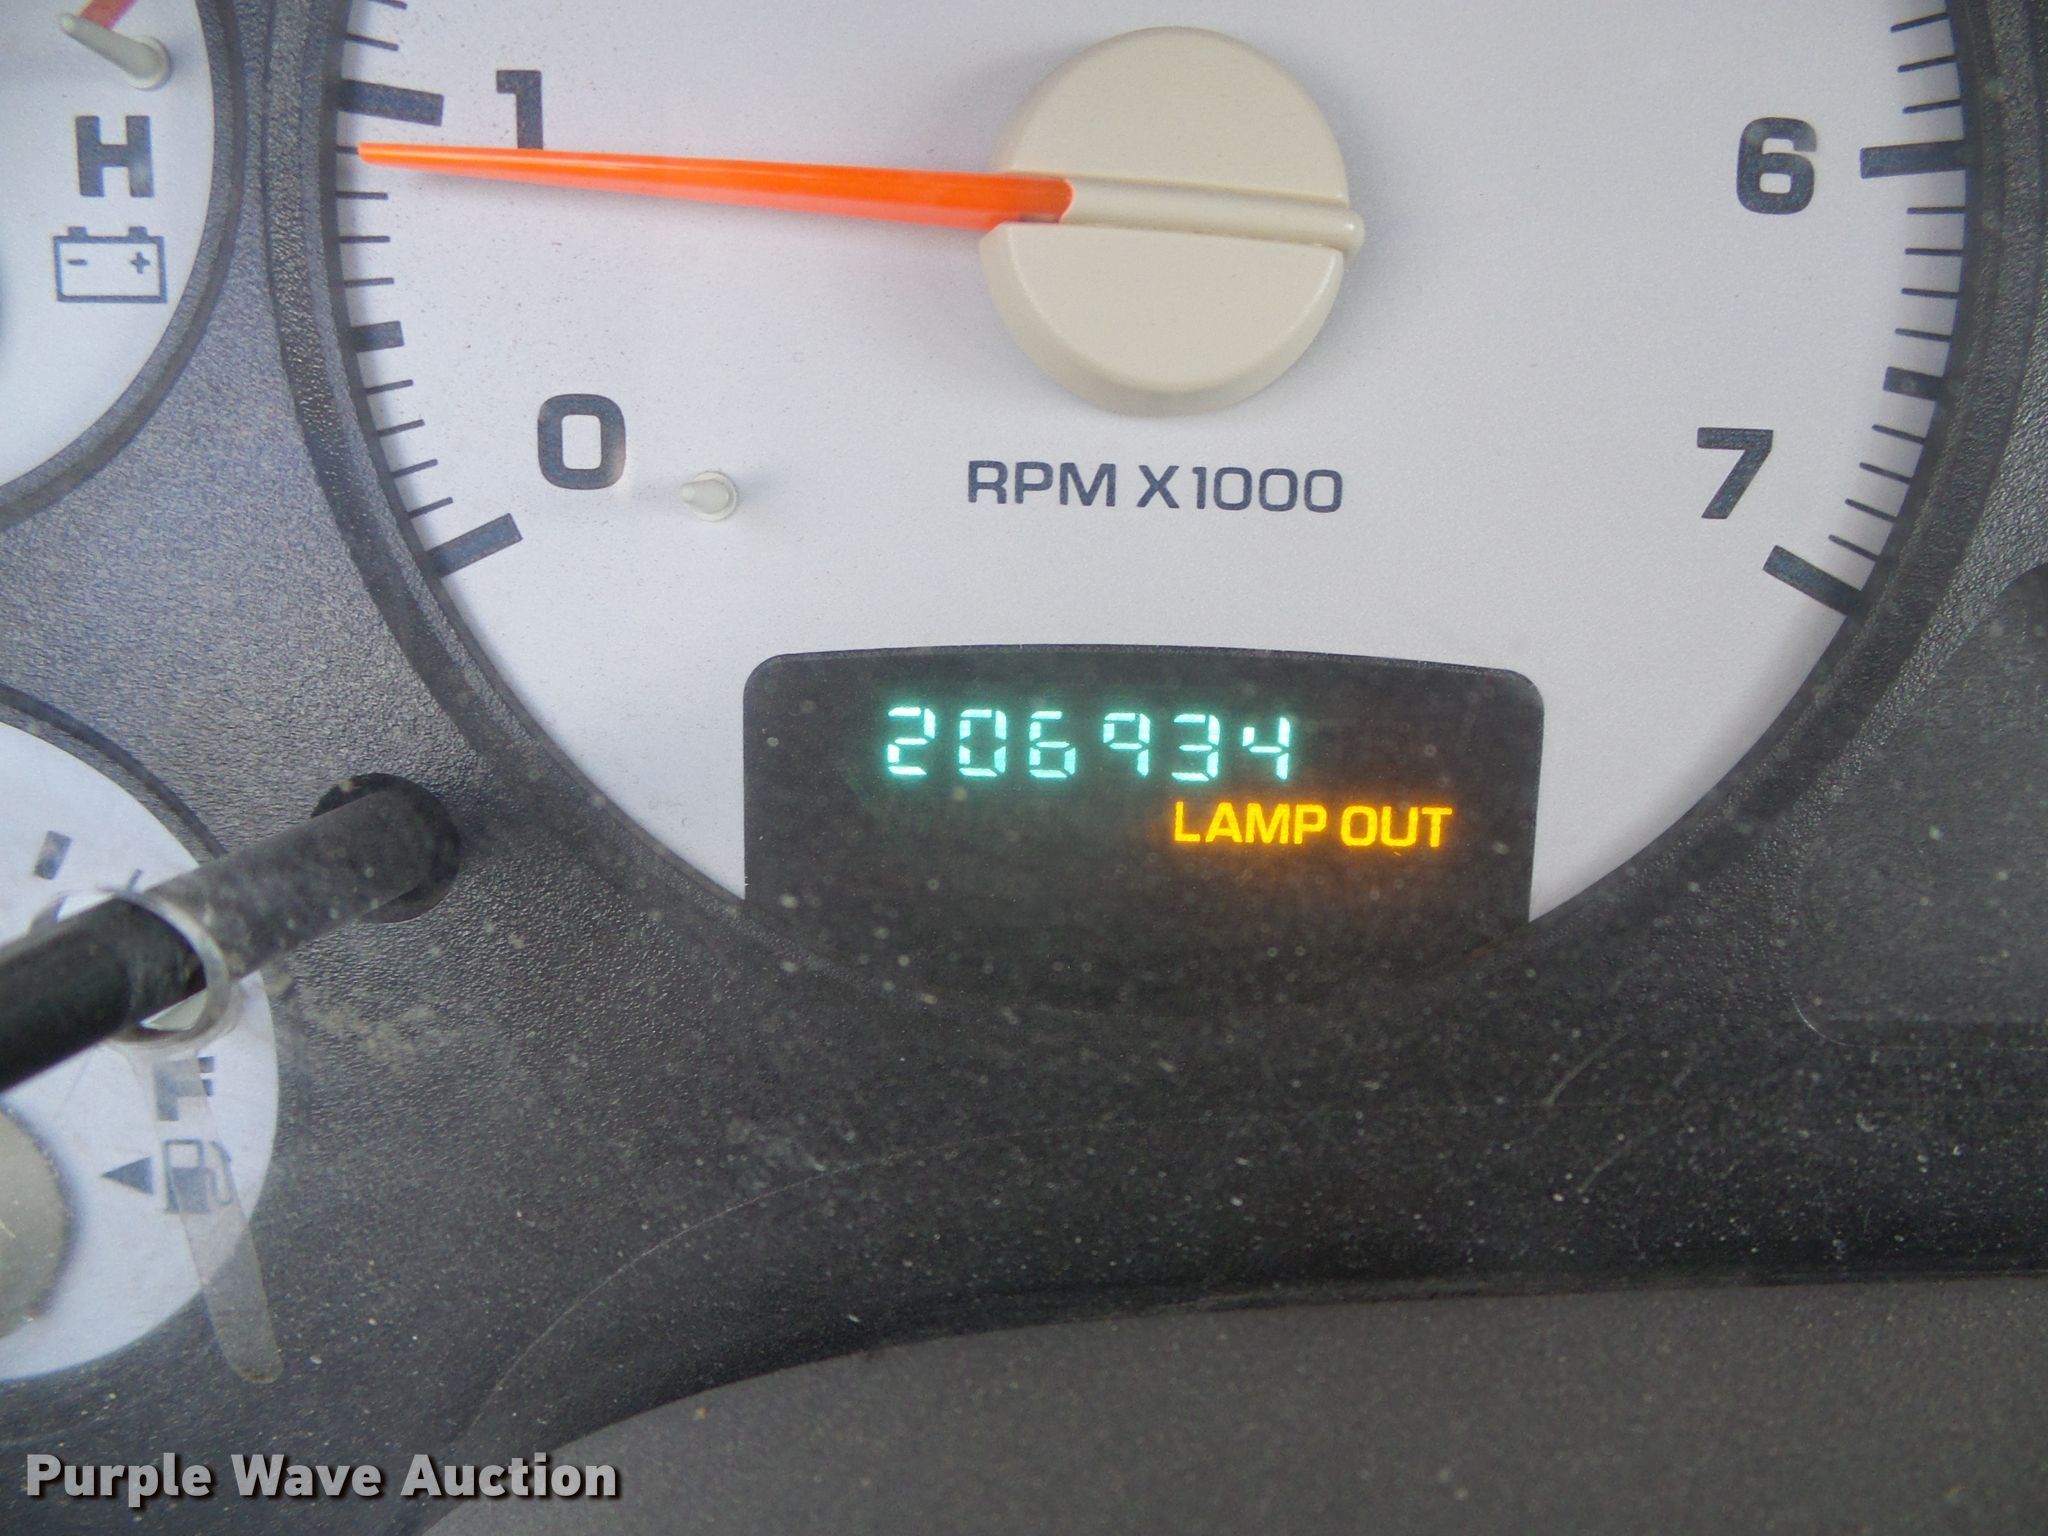 H
- +
1
6
0
7
RPM X1000
206934
LAMP OUT
F
Purple Wave Auction